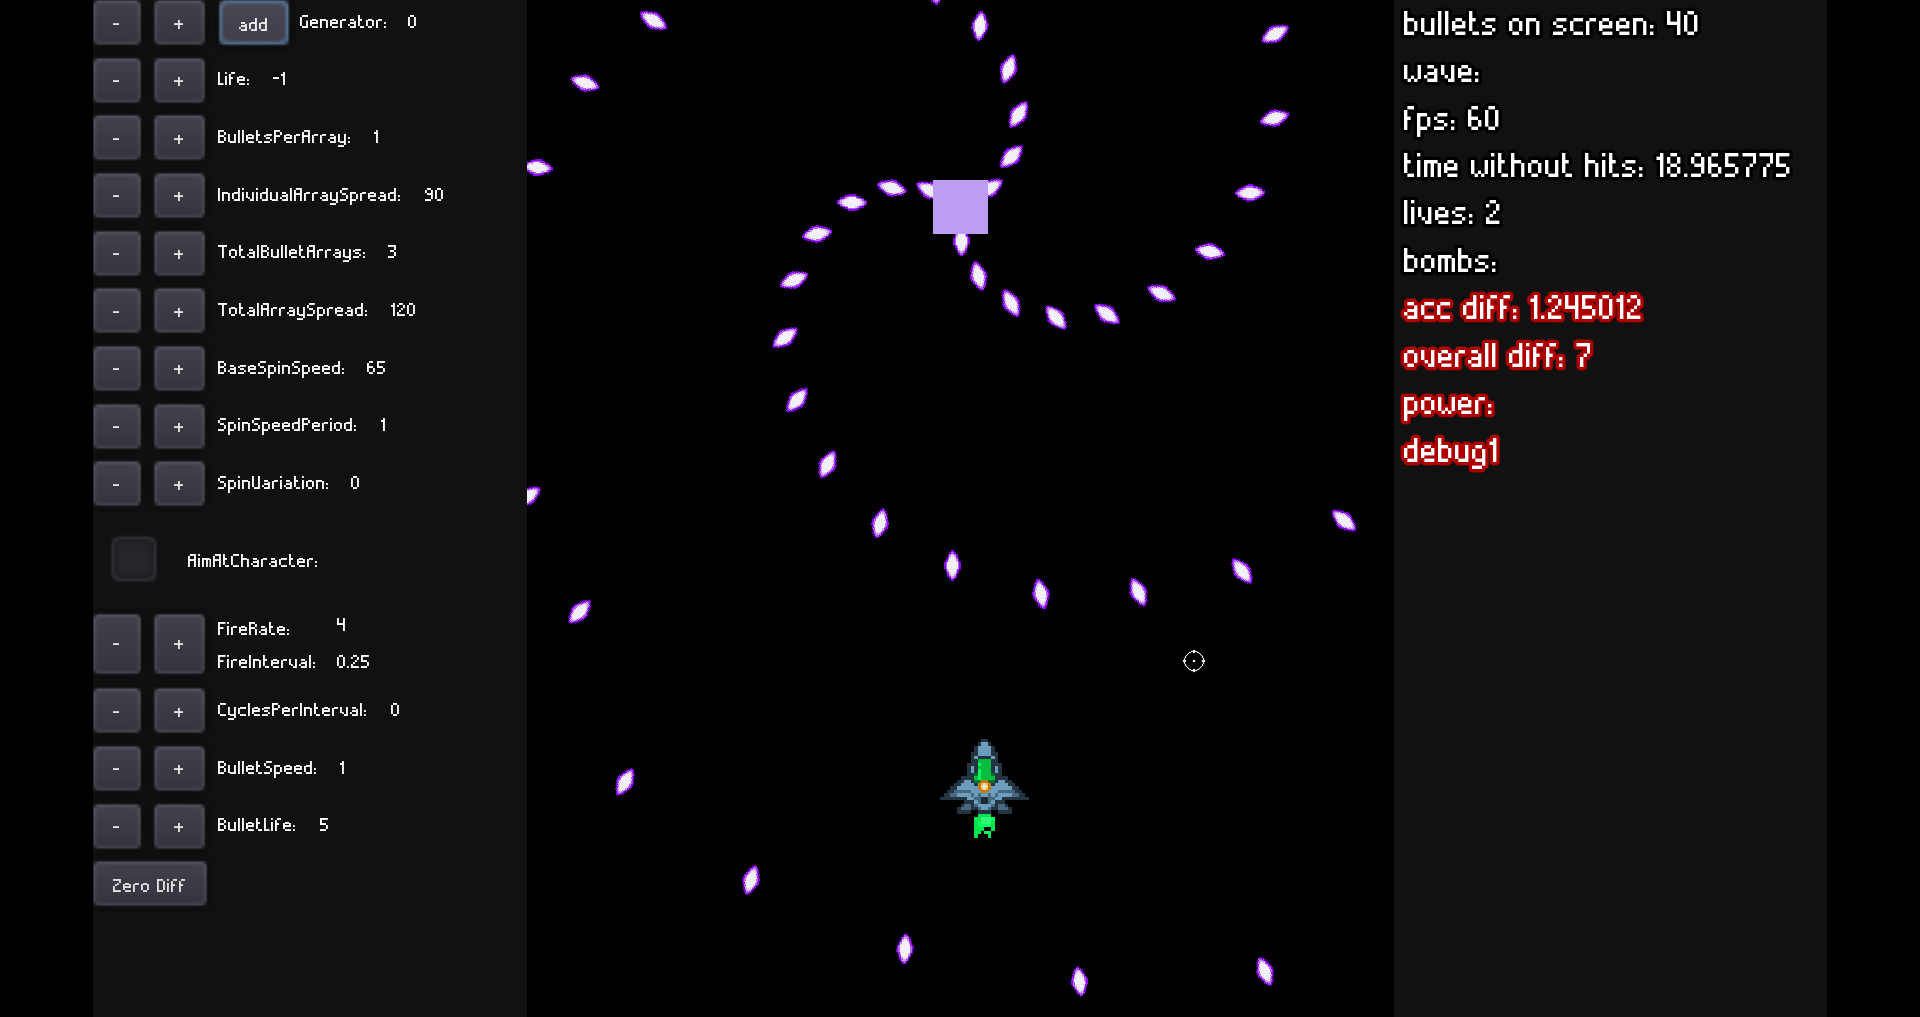 - + add Generator: 0
- + Life: -1
- + BulletsPerArray: 1
- + IndividualArraySpread: 90
- + TotalBulletArrays: 3
- + TotalArraySpread: 120
- + BaseSpinSpeed: 65
- + SpinSpeedPeriod: 1
- + SpinVariation: 0
AimAtCharacter:
- + FireRate: 4
FireInterval: 0.25
- + CyclesPerInterval: 0
- + BulletSpeed: 1
- + BulletLife: 5
Zero Diff
bullets on screen: 40
wave:
fps: 60
time without hits: 18.965775
lives: 2
bombs:
acc diff: 1.245012
overall diff: 7
power:
debug1